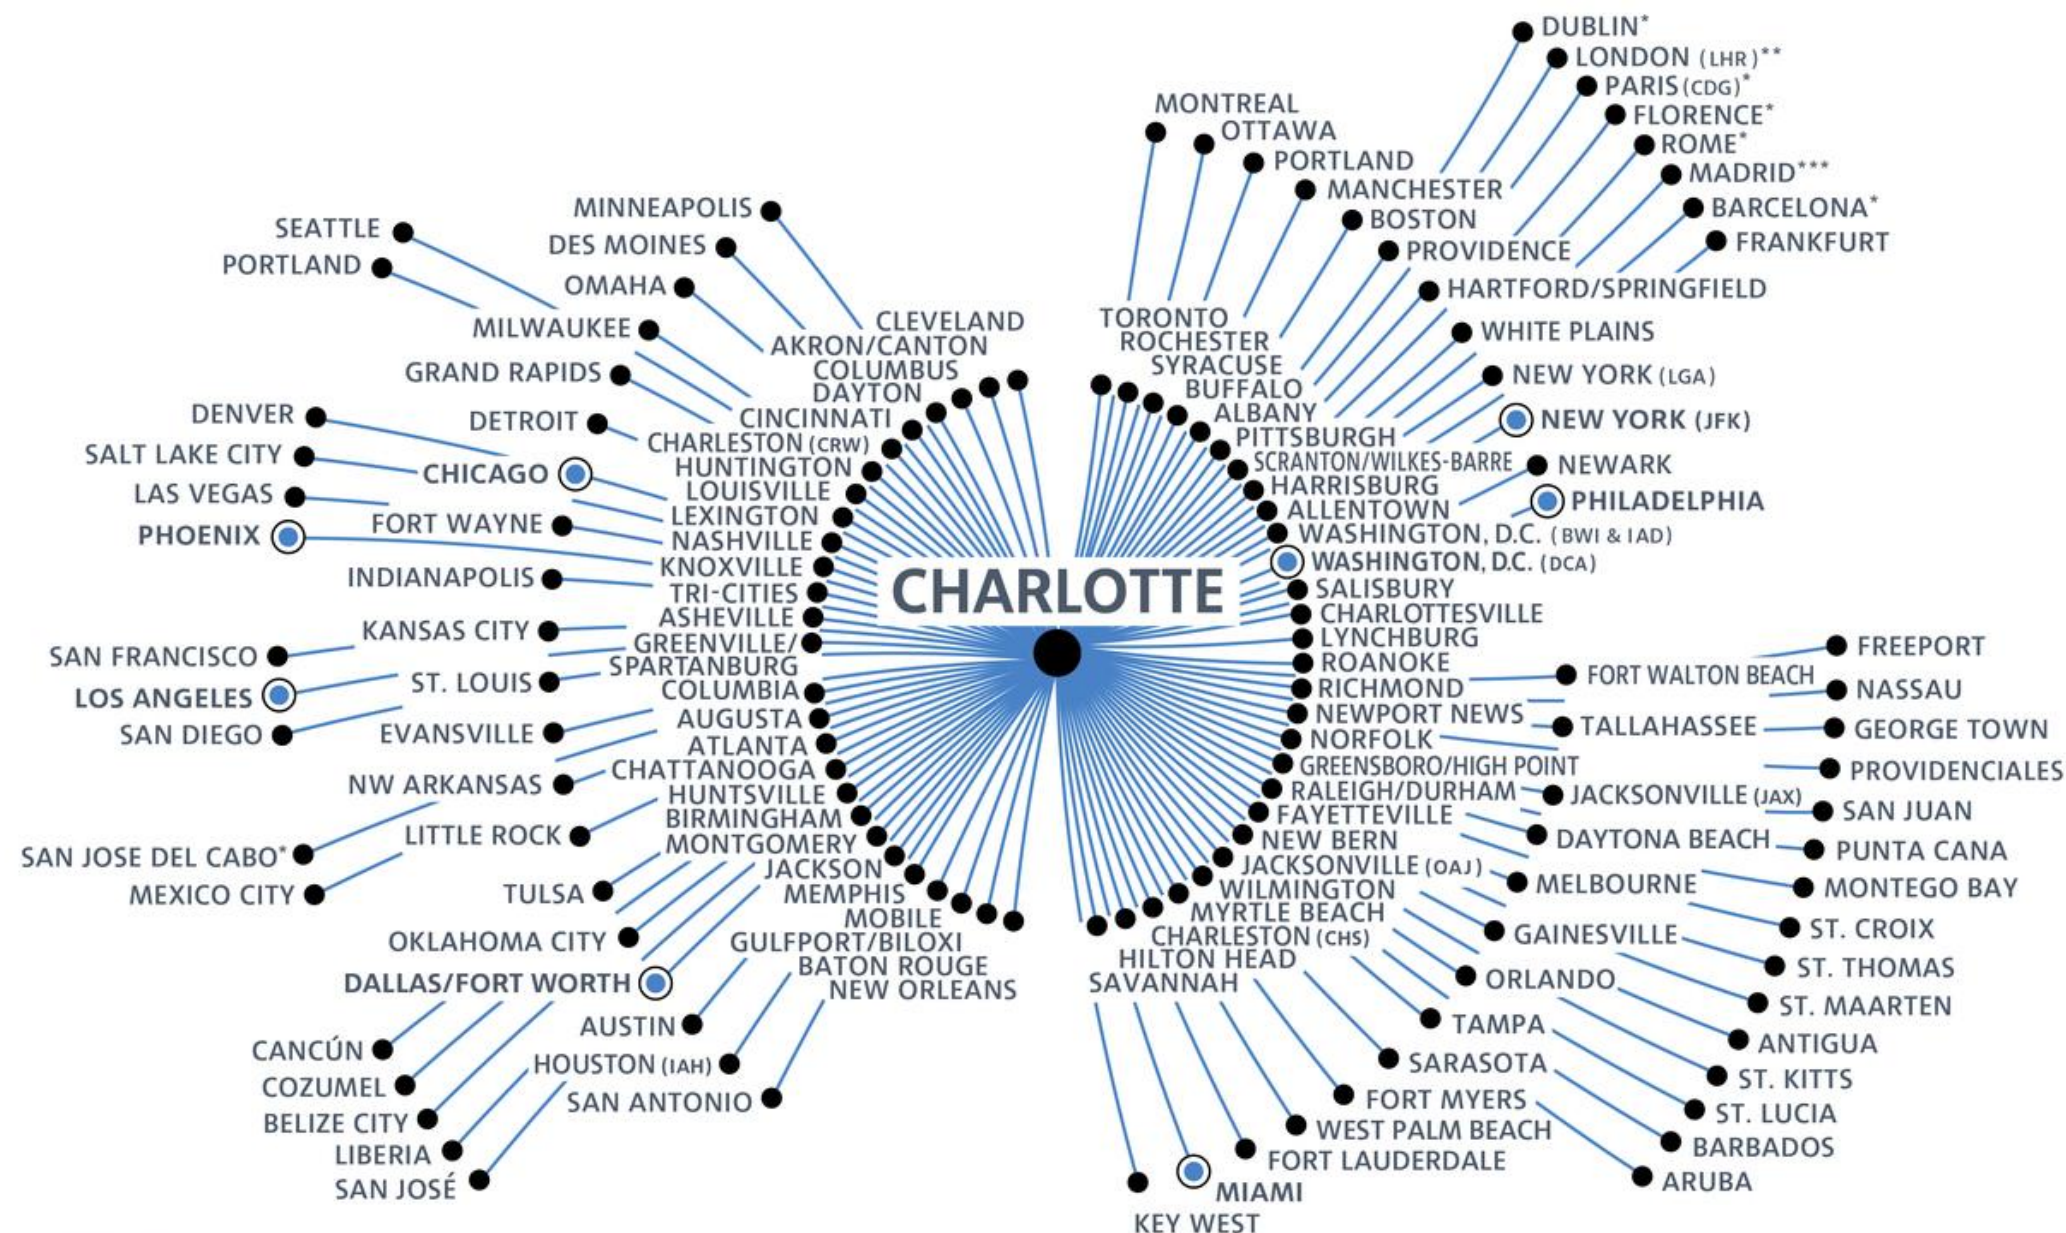 DUBLIN*
LONDON (LHR)**
PARIS (CDG)*
FLORENCE*
ROME*
MADRID***
BARCELONA*
FRANKFURT
MONTREAL
OTTAWA
PORTLAND
MANCHESTER
BOSTON
PROVIDENCE
HARTFORD/SPRINGFIELD
WHITE PLAINS
NEW YORK (LGA)
NEW YORK (JFK)
NEWARK
PHILADELPHIA
MINNEAPOLIS
DES MOINES
OMAHA
SEATTLE
PORTLAND
MILWAUKEE
GRAND RAPIDS
DETROIT
CHICAGO
FORT WAYNE
INDIANAPOLIS
KANSAS CITY
ST. LOUIS
EVANSVILLE
NW ARKANSAS
LITTLE ROCK
TULSA
OKLAHOMA CITY
DALLAS/FORT WORTH
AUSTIN
HOUSTON (IAH)
SAN ANTONIO
DENVER
SALT LAKE CITY
LAS VEGAS
PHOENIX
SAN FRANCISCO
LOS ANGELES
SAN DIEGO
SAN JOSE DEL CABO*
MEXICO CITY
CANCÚN
COZUMEL
BELIZE CITY
LIBERIA
SAN JOSÉ
CLEVELAND
AKRON/CANTON
COLUMBUS
DAYTON
CINCINNATI
CHARLESTON (CRW)
HUNTINGTON
LOUISVILLE
LEXINGTON
NASHVILLE
KNOXVILLE
TRI-CITIES
ASHEVILLE
GREENVILLE/
SPARTANBURG
COLUMBIA
AUGUSTA
ATLANTA
CHATTANOOGA
HUNTSVILLE
BIRMINGHAM
MONTGOMERY
JACKSON
MEMPHIS
MOBILE
GULFPORT/BILOXI
BATON ROUGE
NEW ORLEANS
CHARLOTTE
TORONTO
ROCHESTER
SYRACUSE
BUFFALO
ALBANY
PITTSBURGH
SCRANTON/WILKES-BARRE
HARRISBURG
ALLENTOWN
WASHINGTON, D.C. (BWI & IAD)
WASHINGTON, D.C. (DCA)
SALISBURY
CHARLOTTESVILLE
LYNCHBURG
ROANOKE
RICHMOND
NEWPORT NEWS
NORFOLK
GREENSBORO/HIGH POINT
RALEIGH/DURHAM
FAYETTEVILLE
NEW BERN
JACKSONVILLE (OAJ)
WILMINGTON
MYRTLE BEACH
CHARLESTON (CHS)
HILTON HEAD
SAVANNAH
FORT WALTON BEACH
TALLAHASSEE
JACKSONVILLE (JAX)
DAYTONA BEACH
MELBOURNE
GAINESVILLE
ORLANDO
TAMPA
SARASOTA
FORT MYERS
WEST PALM BEACH
FORT LAUDERDALE
MIAMI
KEY WEST
FREEPORT
NASSAU
GEORGE TOWN
PROVIDENCIALES
SAN JUAN
PUNTA CANA
MONTEGO BAY
ST. CROIX
ST. THOMAS
ST. MAARTEN
ANTIGUA
ST. KITTS
ST. LUCIA
BARBADOS
ARUBA